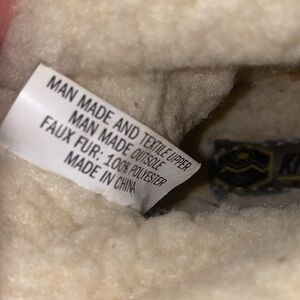 MAN MADE AND TEXTILE UPPER
MAN MADE OUTSOLE
FAUX FUR: 100% POLYESTER
MADE IN CHINA